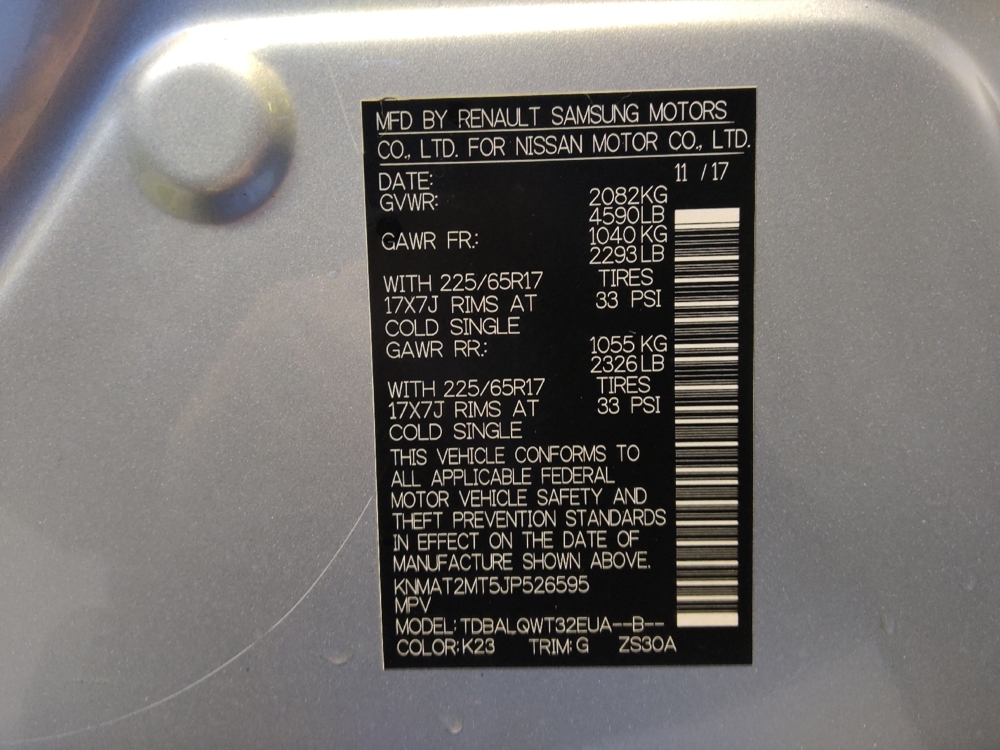 MFD BY RENAULT SAMSUNG MOTORS
CO., LTD. FOR NISSAN MOTOR CO., LTD.
DATE: 11 / 17
GVWR: 2082KG
4590LB
GAWR FR.: 1040 KG
2293 LB
WITH 225/65R17 TIRES
17X7J RIMS AT 33 PSI
COLD SINGLE
GAWR RR.: 1055 KG
2326 LB
WITH 225/65R17 TIRES
17X7J RIMS AT 33 PSI
COLD SINGLE
THIS VEHICLE CONFORMS TO
ALL APPLICABLE FEDERAL
MOTOR VEHICLE SAFETY AND
THEFT PREVENTION STANDARDS
IN EFFECT ON THE DATE OF
MANUFACTURE SHOWN ABOVE.
KNMAT2MT5JP526595
MPV
MODEL: TDBALQWT32EUA--B--
COLOR: K23 TRIM: G ZS30A